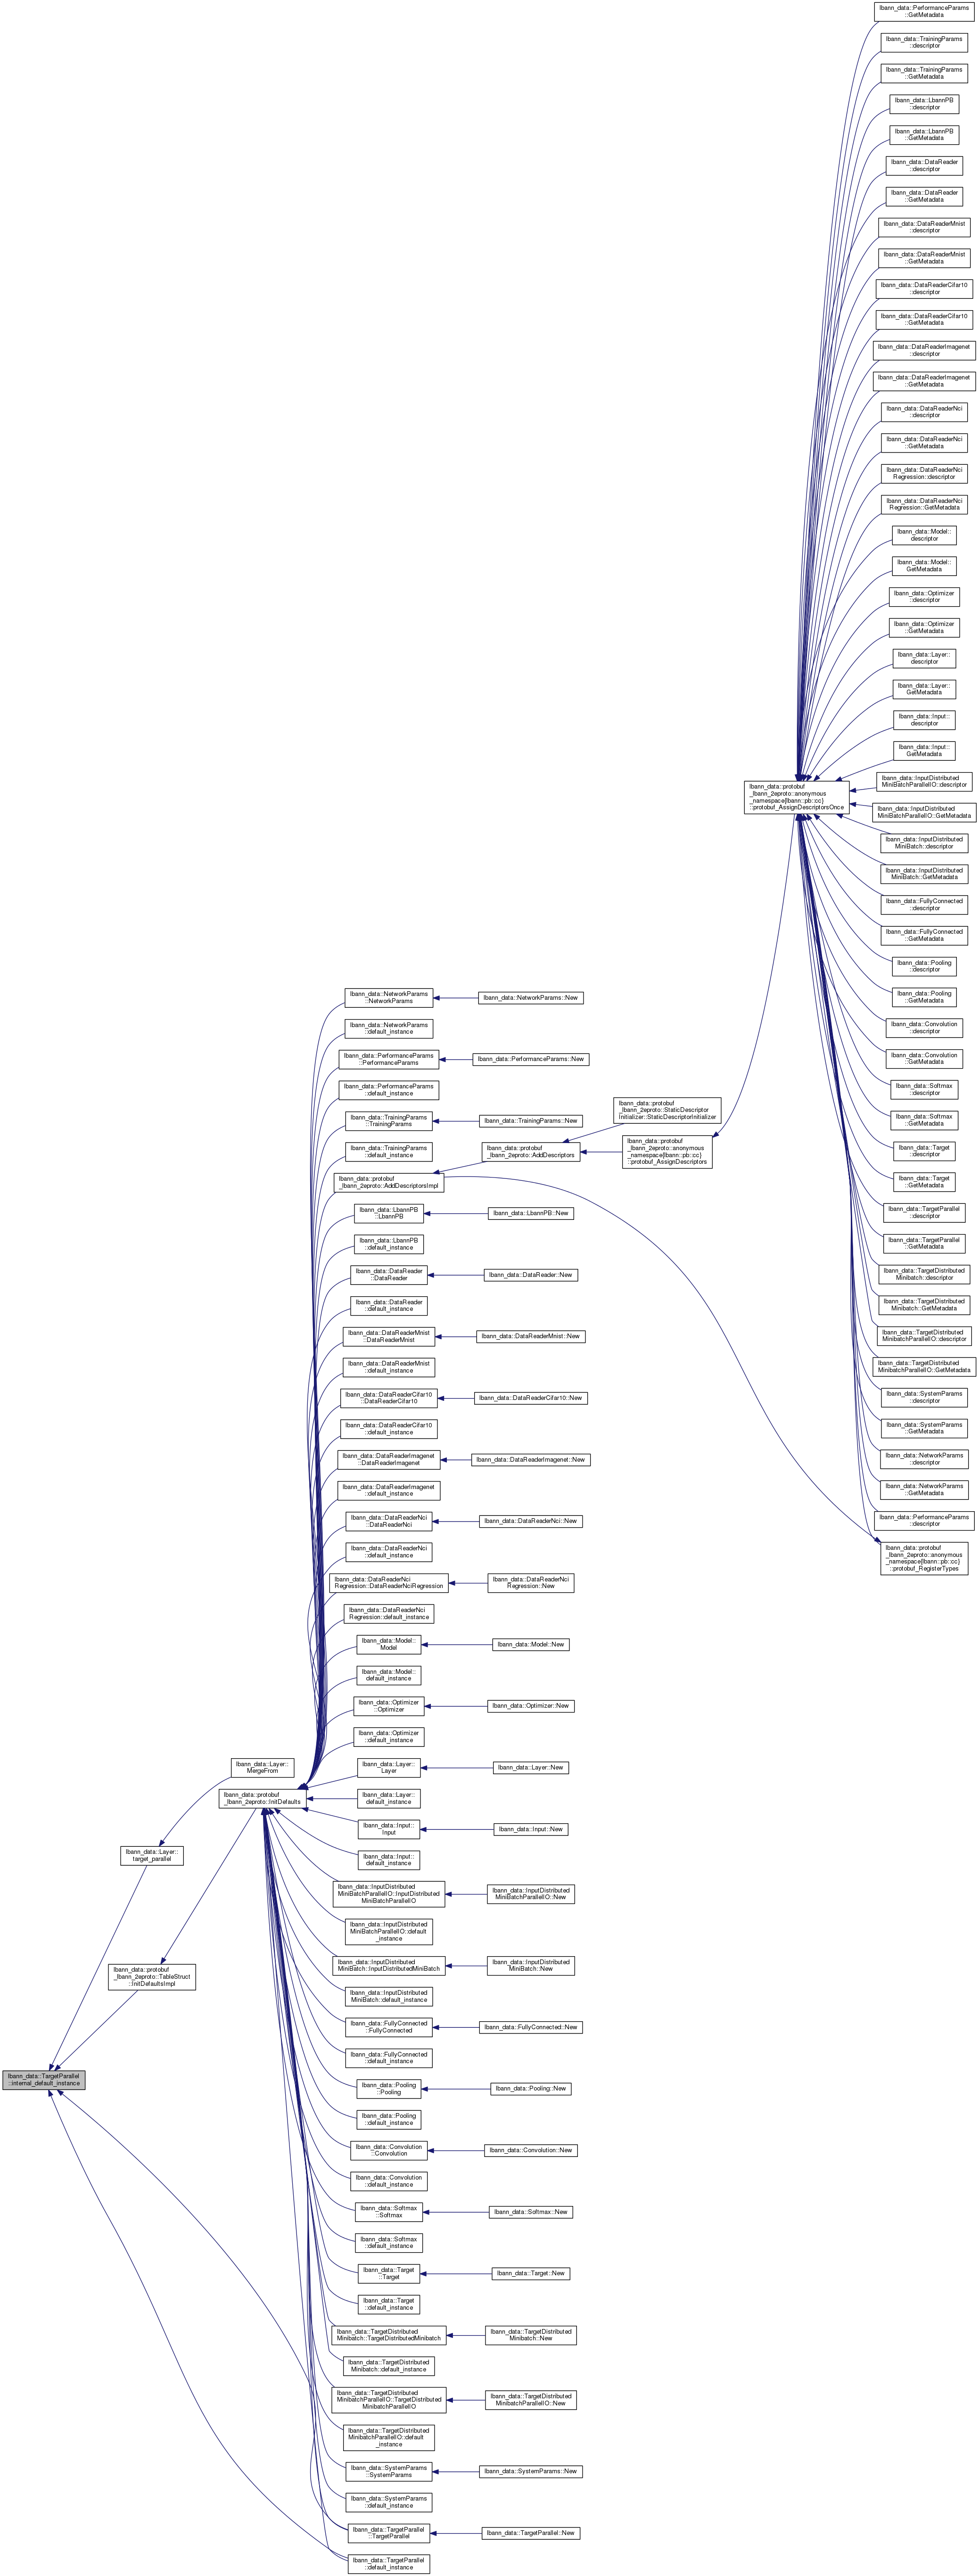 lbann_data::PerformanceParams
::GetMetadata
lbann_data::TrainingParams
::descriptor
lbann_data::TrainingParams
::GetMetadata
lbann_data::LbannPB
::descriptor
lbann_data::LbannPB
::GetMetadata
lbann_data::DataReader
::descriptor
lbann_data::DataReader
::GetMetadata
lbann_data::DataReaderMnist
::descriptor
lbann_data::DataReaderMnist
::GetMetadata
lbann_data::DataReaderCifar10
::descriptor
lbann_data::DataReaderCifar10
::GetMetadata
lbann_data::DataReaderImagenet
::descriptor
lbann_data::DataReaderImagenet
::GetMetadata
lbann_data::DataReaderNci
::descriptor
lbann_data::DataReaderNci
::GetMetadata
lbann_data::DataReaderNci
Regression::descriptor
lbann_data::DataReaderNci
Regression::GetMetadata
lbann_data::Model::
descriptor
lbann_data::Model::
GetMetadata
lbann_data::Optimizer
::descriptor
lbann_data::Optimizer
::GetMetadata
lbann_data::Layer::
descriptor
lbann_data::Layer::
GetMetadata
lbann_data::Input::
descriptor
lbann_data::Input::
GetMetadata
lbann_data::InputDistributed
MiniBatchParallelIO::descriptor
lbann_data::protobuf
_lbann_2eproto::anonymous
_namespace{lbann::pb::cc}
::protobuf_AssignDescriptorsOnce
lbann_data::InputDistributed
MiniBatchParallelIO::GetMetadata
lbann_data::InputDistributed
MiniBatch::descriptor
lbann_data::InputDistributed
MiniBatch::GetMetadata
lbann_data::FullyConnected
::descriptor
lbann_data::FullyConnected
::GetMetadata
lbann_data::Pooling
::descriptor
lbann_data::Pooling
::GetMetadata
lbann_data::Convolution
::descriptor
lbann_data::Convolution
::GetMetadata
lbann_data::Softmax
::descriptor
lbann_data::Softmax
::GetMetadata
lbann_data::Target
::descriptor
lbann_data::Target
::GetMetadata
lbann_data::TargetParallel
::descriptor
lbann_data::TargetParallel
::GetMetadata
lbann_data::TargetDistributed
Minibatch::descriptor
lbann_data::TargetDistributed
Minibatch::GetMetadata
lbann_data::TargetDistributed
MinibatchParallelIO::descriptor
lbann_data::TargetDistributed
MinibatchParallelIO::GetMetadata
lbann_data::SystemParams
::descriptor
lbann_data::SystemParams
::GetMetadata
lbann_data::NetworkParams
::descriptor
lbann_data::NetworkParams
::GetMetadata
lbann_data::PerformanceParams
::descriptor
lbann_data::protobuf
_lbann_2eproto::anonymous
_namespace{lbann::pb::cc}
::protobuf_RegisterTypes
lbann_data::NetworkParams
::NetworkParams
lbann_data::NetworkParams::New
lbann_data::NetworkParams
::default_instance
lbann_data::PerformanceParams
::PerformanceParams
lbann_data::PerformanceParams::New
lbann_data::PerformanceParams
::default_instance
lbann_data::TrainingParams
::TrainingParams
lbann_data::TrainingParams::New
lbann_data::protobuf
_lbann_2eproto::StaticDescriptor
Initializer::StaticDescriptorInitializer
lbann_data::TrainingParams
::default_instance
lbann_data::protobuf
_lbann_2eproto::AddDescriptors
lbann_data::protobuf
_lbann_2eproto::anonymous
_namespace{lbann::pb::cc}
::protobuf_AssignDescriptors
lbann_data::protobuf
_lbann_2eproto::AddDescriptorsImpl
lbann_data::LbannPB
::LbannPB
lbann_data::LbannPB::New
lbann_data::LbannPB
::default_instance
lbann_data::DataReader
::DataReader
lbann_data::DataReader::New
lbann_data::DataReader
::default_instance
lbann_data::DataReaderMnist
::DataReaderMnist
lbann_data::DataReaderMnist::New
lbann_data::DataReaderMnist
::default_instance
lbann_data::DataReaderCifar10
::DataReaderCifar10
lbann_data::DataReaderCifar10::New
lbann_data::DataReaderCifar10
::default_instance
lbann_data::DataReaderImagenet
::DataReaderImagenet
lbann_data::DataReaderImagenet::New
lbann_data::DataReaderImagenet
::default_instance
lbann_data::DataReaderNci
::DataReaderNci
lbann_data::DataReaderNci::New
lbann_data::DataReaderNci
::default_instance
lbann_data::DataReaderNci
Regression::DataReaderNciRegression
lbann_data::DataReaderNci
Regression::New
lbann_data::DataReaderNci
Regression::default_instance
lbann_data::Model::
Model
lbann_data::Model::New
lbann_data::Model::
default_instance
lbann_data::Optimizer
::Optimizer
lbann_data::Optimizer::New
lbann_data::Optimizer
::default_instance
lbann_data::Layer::
MergeFrom
lbann_data::Layer::
Layer
lbann_data::Layer::New
lbann_data::protobuf
_lbann_2eproto::InitDefaults
lbann_data::Layer::
default_instance
lbann_data::Input::
Input
lbann_data::Input::New
lbann_data::Layer::
target_parallel
lbann_data::Input::
default_instance
lbann_data::InputDistributed
MiniBatchParallelIO::InputDistributed
MiniBatchParallelIO
lbann_data::InputDistributed
MiniBatchParallelIO::New
lbann_data::InputDistributed
MiniBatchParallelIO::default
_instance
lbann_data::protobuf
_lbann_2eproto::TableStruct
::InitDefaultsImpl
lbann_data::InputDistributed
MiniBatch::InputDistributedMiniBatch
lbann_data::InputDistributed
MiniBatch::New
lbann_data::InputDistributed
MiniBatch::default_instance
lbann_data::FullyConnected
::FullyConnected
lbann_data::FullyConnected::New
lbann_data::FullyConnected
::default_instance
lbann_data::TargetParallel
::internal_default_instance
lbann_data::Pooling
::Pooling
lbann_data::Pooling::New
lbann_data::Pooling
::default_instance
lbann_data::Convolution
::Convolution
lbann_data::Convolution::New
lbann_data::Convolution
::default_instance
lbann_data::Softmax
::Softmax
lbann_data::Softmax::New
lbann_data::Softmax
::default_instance
lbann_data::Target
::Target
lbann_data::Target::New
lbann_data::Target
::default_instance
lbann_data::TargetDistributed
Minibatch::TargetDistributedMinibatch
lbann_data::TargetDistributed
Minibatch::New
lbann_data::TargetDistributed
Minibatch::default_instance
lbann_data::TargetDistributed
MinibatchParallelIO::TargetDistributed
MinibatchParallelIO
lbann_data::TargetDistributed
MinibatchParallelIO::New
lbann_data::TargetDistributed
MinibatchParallelIO::default
_instance
lbann_data::SystemParams
::SystemParams
lbann_data::SystemParams::New
lbann_data::SystemParams
::default_instance
lbann_data::TargetParallel
::TargetParallel
lbann_data::TargetParallel::New
lbann_data::TargetParallel
::default_instance